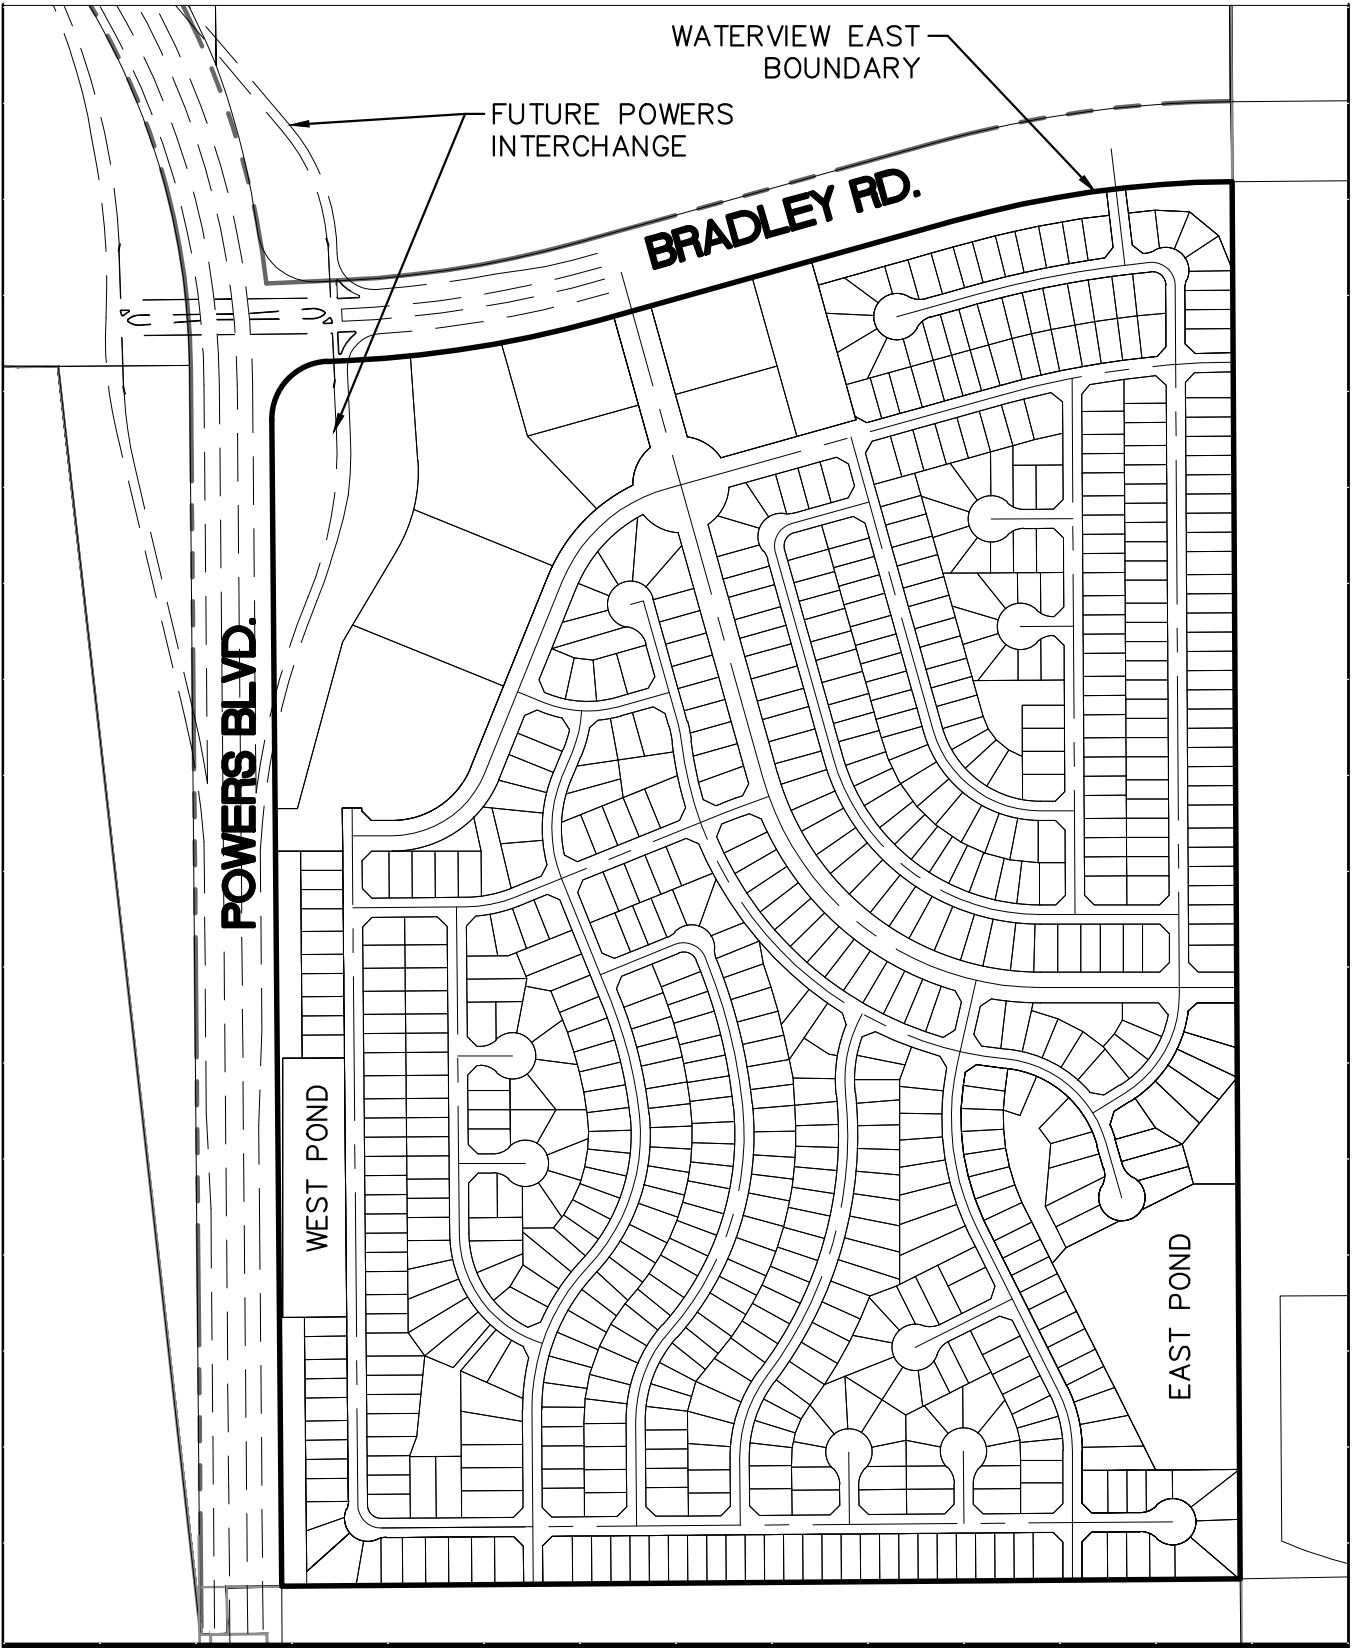 WATERVIEW EAST
BOUNDARY
FUTURE POWERS
INTERCHANGE
BRADLEY RD.
POWERS BLVD.
WEST POND
EAST POND